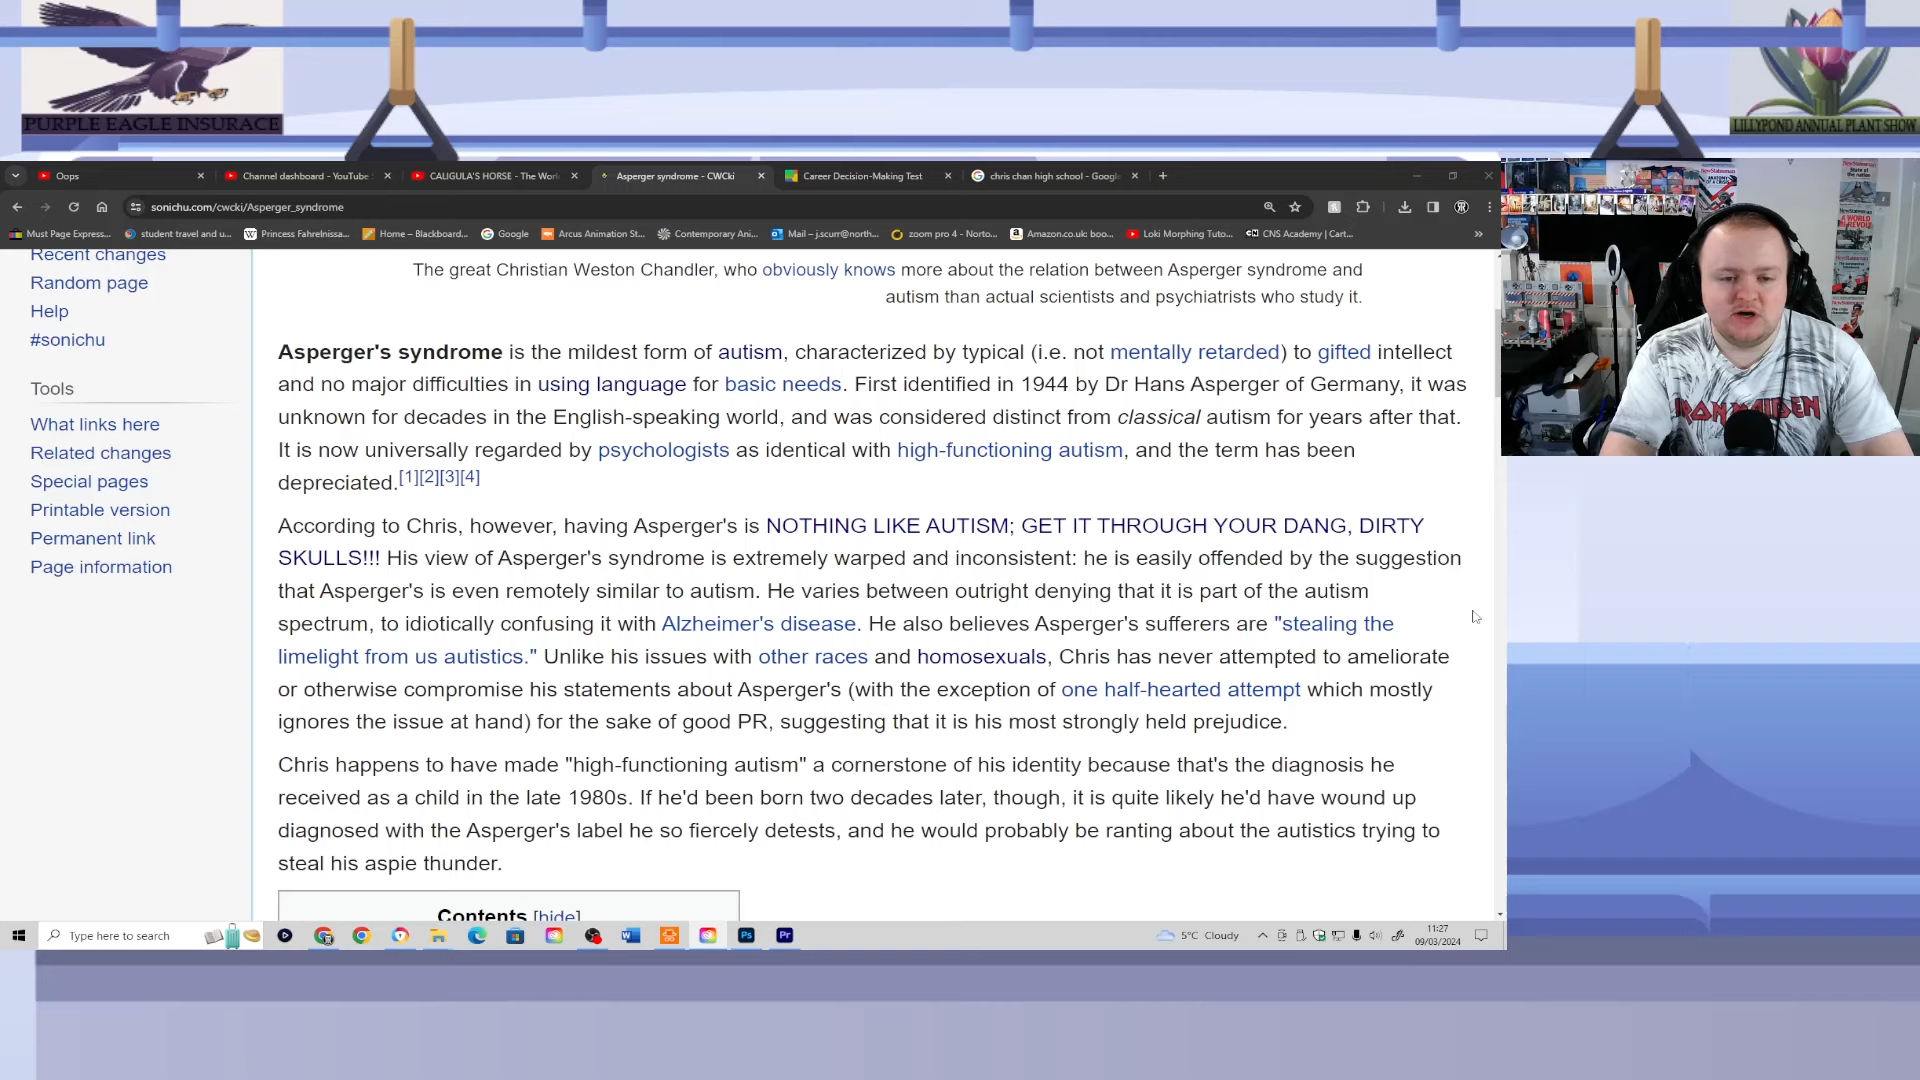 PURPLE EAGLE INSURACE
LILLYPOND ANNUAL PLANT SHOW
Oops
Channel dashboard - YouTube
CALIGULA'S HORSE - The Worl
Asperger syndrome - CWCki
Career Decision-Making Test
chris chan high school - Google
sonichu.com/cwcki/Asperger_syndrome
Must Page Express...
student travel and u...
Princess Fahrelnissa...
Home – Blackboard...
Google
Arcus Animation St...
Contemporary Ani...
Mail – j.scurr@north...
zoom pro 4 - Norto...
Amazon.co.uk: boo...
Loki Morphing Tuto...
CNS Academy | Cart...
Recent changes
Random page
Help
#sonichu
Tools
What links here
Related changes
Special pages
Printable version
Permanent link
Page information
The great Christian Weston Chandler, who obviously knows more about the relation between Asperger syndrome and
autism than actual scientists and psychiatrists who study it.
Asperger's syndrome is the mildest form of autism, characterized by typical (i.e. not mentally retarded) to gifted intellect
and no major difficulties in using language for basic needs. First identified in 1944 by Dr Hans Asperger of Germany, it was
unknown for decades in the English-speaking world, and was considered distinct from classical autism for years after that.
It is now universally regarded by psychologists as identical with high-functioning autism, and the term has been
depreciated.[1][2][3][4]
According to Chris, however, having Asperger's is NOTHING LIKE AUTISM; GET IT THROUGH YOUR DANG, DIRTY
SKULLS!!! His view of Asperger's syndrome is extremely warped and inconsistent: he is easily offended by the suggestion
that Asperger's is even remotely similar to autism. He varies between outright denying that it is part of the autism
spectrum, to idiotically confusing it with Alzheimer's disease. He also believes Asperger's sufferers are "stealing the
limelight from us autistics." Unlike his issues with other races and homosexuals, Chris has never attempted to ameliorate
or otherwise compromise his statements about Asperger's (with the exception of one half-hearted attempt which mostly
ignores the issue at hand) for the sake of good PR, suggesting that it is his most strongly held prejudice.
Chris happens to have made "high-functioning autism" a cornerstone of his identity because that's the diagnosis he
received as a child in the late 1980s. If he'd been born two decades later, though, it is quite likely he'd have wound up
diagnosed with the Asperger's label he so fiercely detests, and he would probably be ranting about the autistics trying to
steal his aspie thunder.
Contents [hide]
IRON MAIDEN
NewStatesman
State of the nation
A WORLD IN REVOLT
Type here to search
5°C Cloudy
11:27
09/03/2024